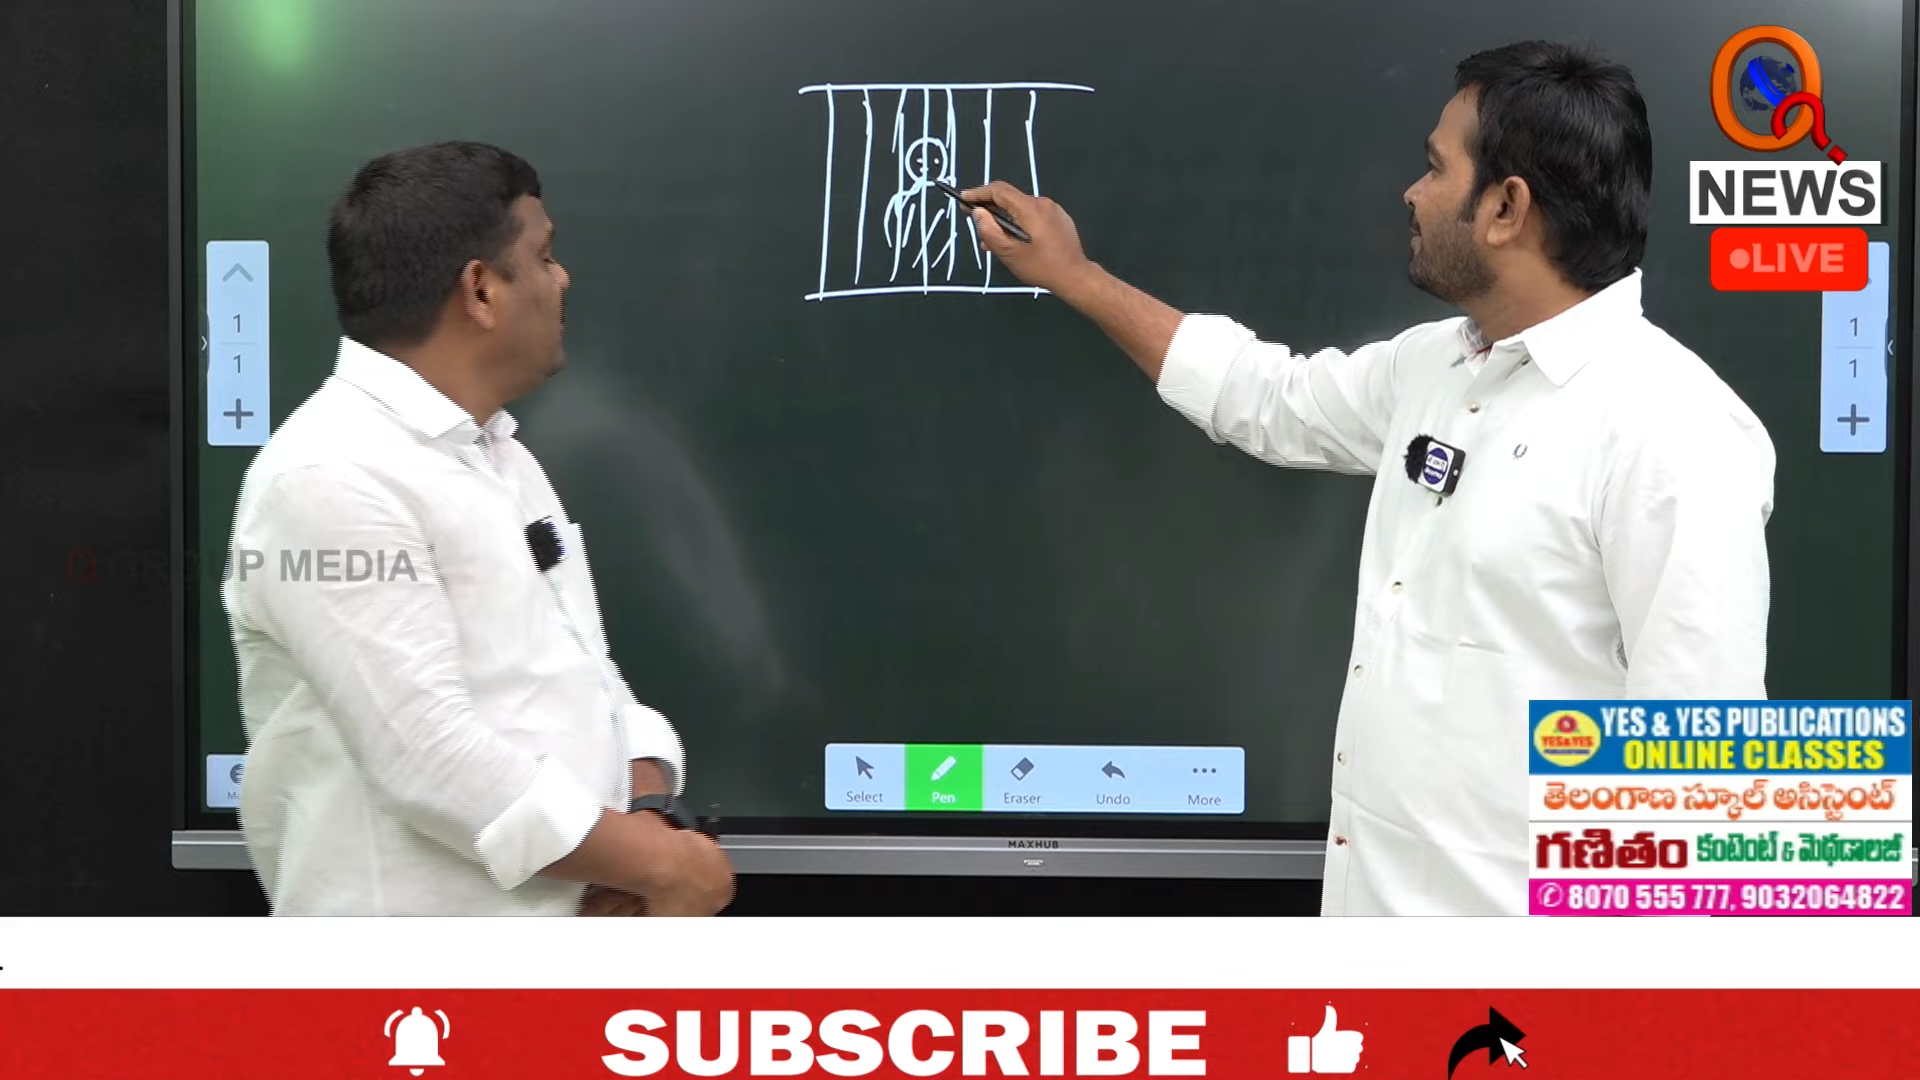 NEWS
LIVE
1
1
1
1
GROUP MEDIA
Select
Pen
Eraser
Undo
More
MAXHUB
YES & YES PUBLICATIONS
ONLINE CLASSES
తెలంగాణ స్కూల్ అసిస్టెంట్
గణితం కంటెంట్ & మెథడాలజీ
8070 555 777, 9032064822
SUBSCRIBE